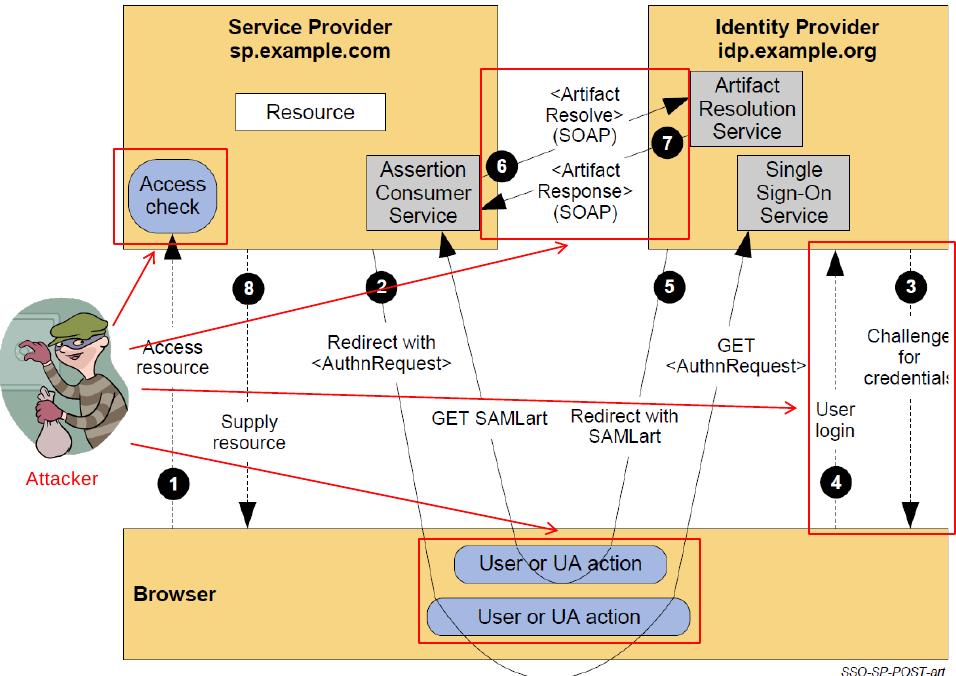 Service Provider
sp.example.com
Identity Provider
idp.example.org
Resource
Artifact
Resolution
Service
<Artifact
Resolve>
(SOAP)
6
7
<Artifact
Response>
(SOAP)
Access
check
Assertion
Consumer
Service
Single
Sign-On
Service
8
2
5
3
Access
resource
Redirect with
<AuthnRequest>
GET
<AuthnRequest>
Challenge
for
credentials
GET SAMLart
Redirect with
SAMLart
User
login
Supply
resource
Attacker
1
4
User or UA action
Browser
User or UA action
SSO-SP-POST-art